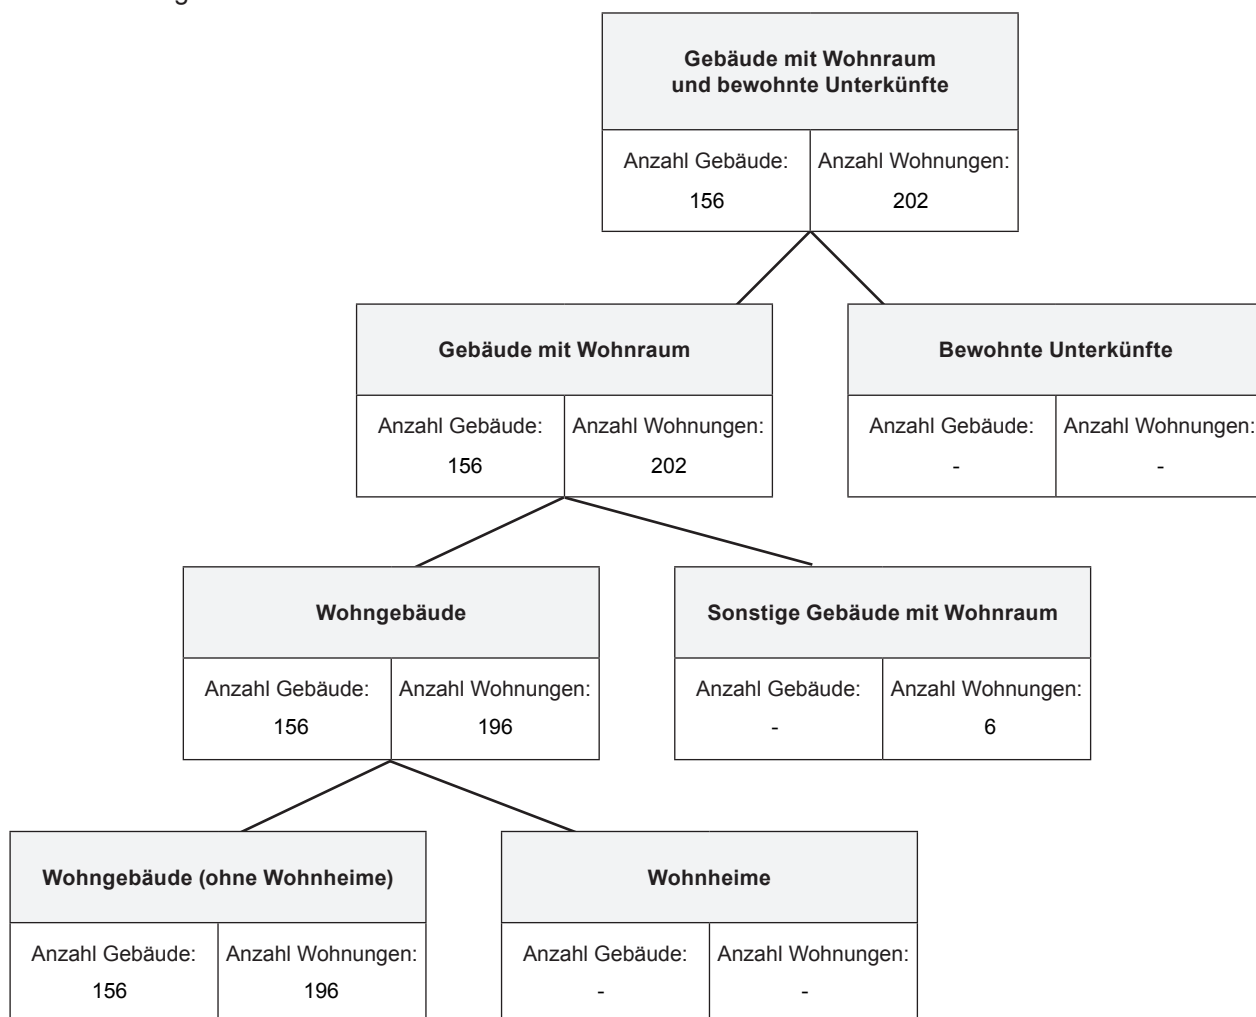 Gebäude mit Wohnraum
und bewohnte Unterkünfte
Anzahl Gebäude: Anzahl Wohnungen:
156 202
Gebäude mit Wohnraum
Bewohnte Unterkünfte
Anzahl Gebäude: Anzahl Wohnungen:
156 202
Anzahl Gebäude: Anzahl Wohnungen:
- -
Wohngebäude
Sonstige Gebäude mit Wohnraum
Anzahl Gebäude: Anzahl Wohnungen:
156 196
Anzahl Gebäude: Anzahl Wohnungen:
- 6
Wohngebäude (ohne Wohnheime)
Wohnheime
Anzahl Gebäude: Anzahl Wohnungen:
156 196
Anzahl Gebäude: Anzahl Wohnungen:
- -